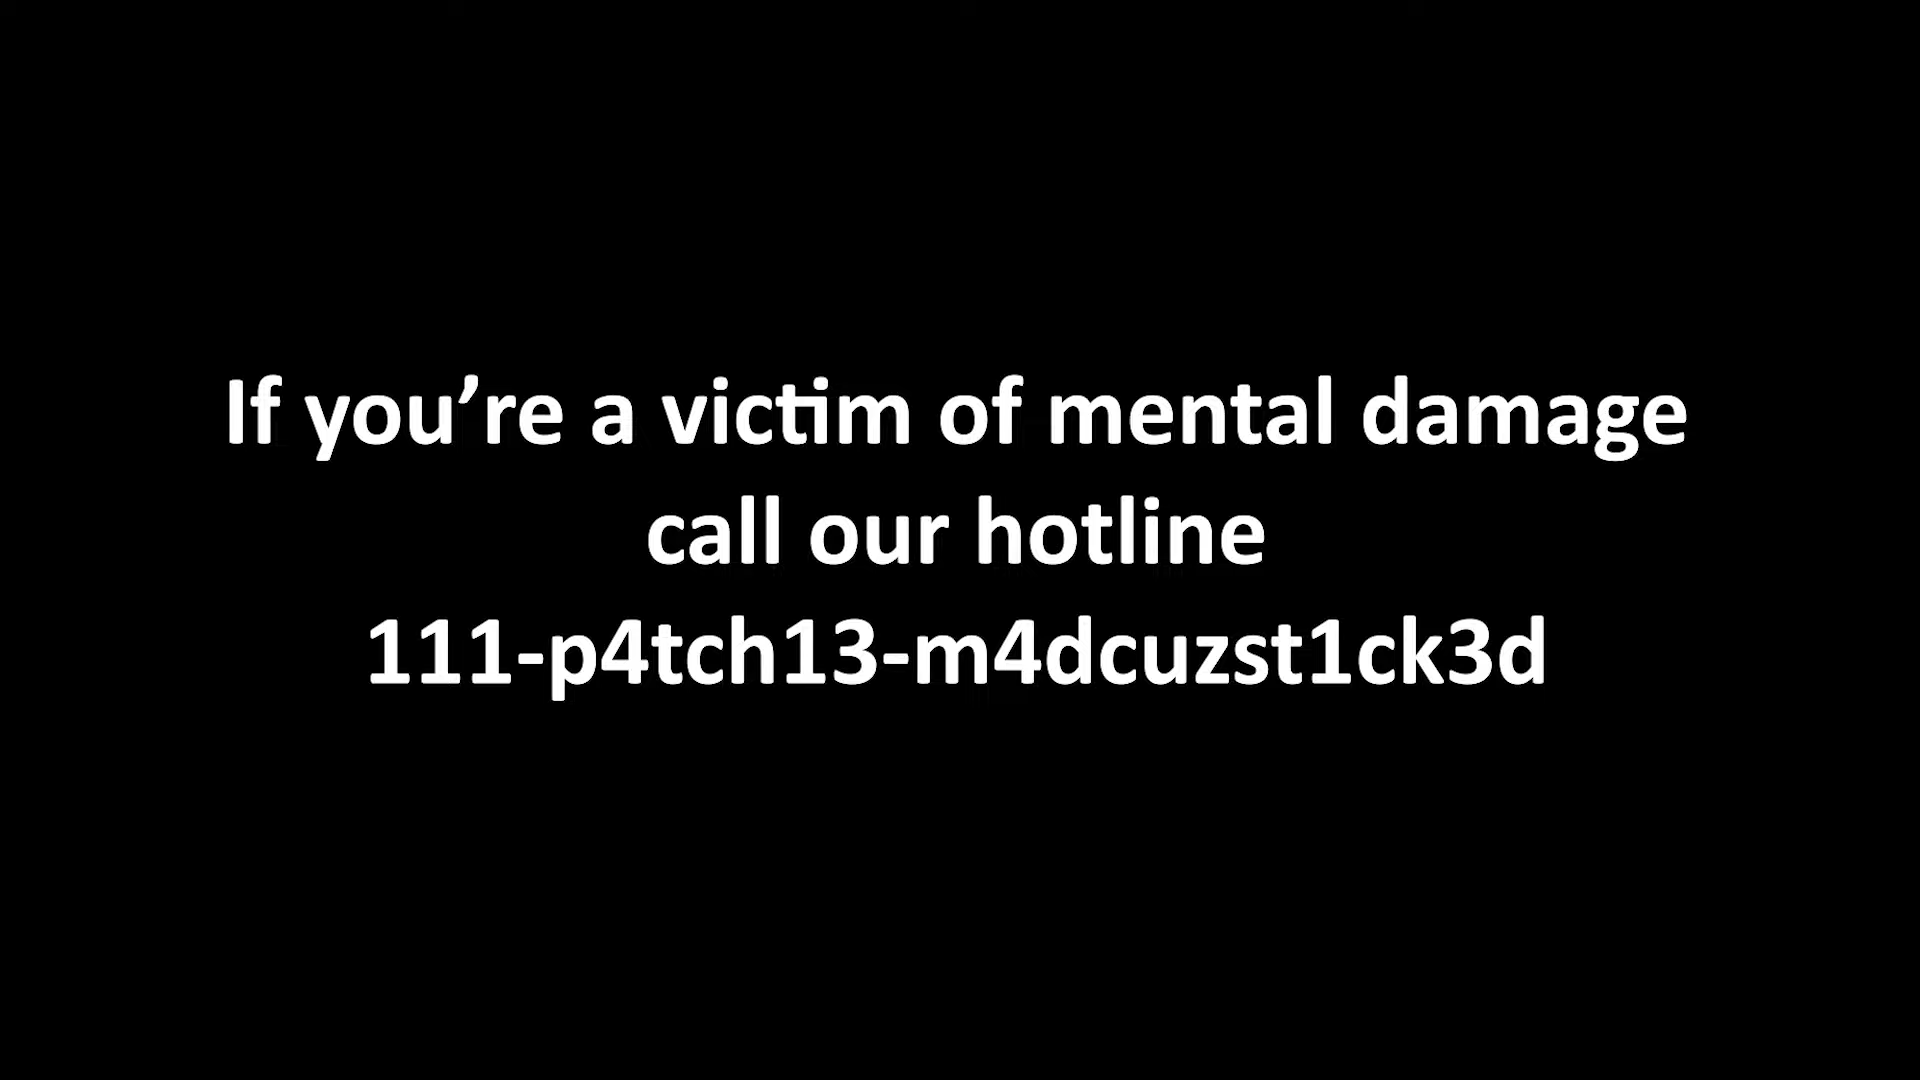 If you’re a victim of mental damage
call our hotline
111-p4tch13-m4dcuzst1ck3d